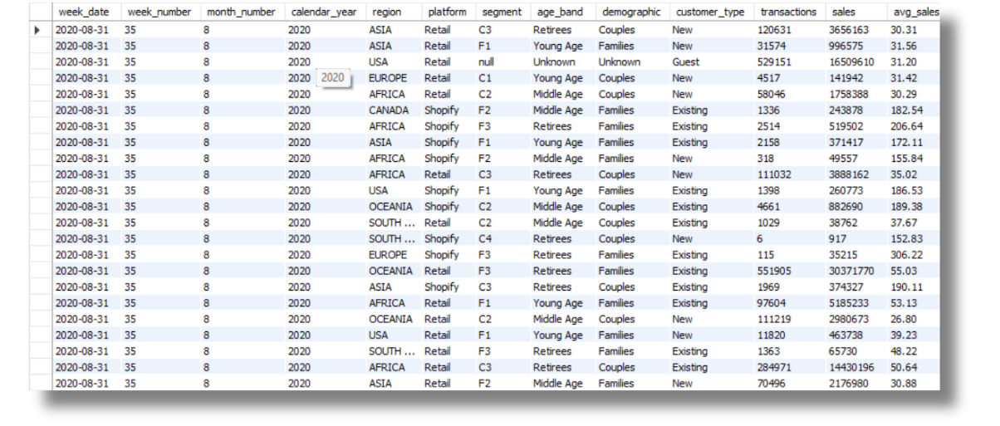 week_date week_number month_number calendar_year region platform segment age_band demographic customer_type transactions sales avg_sales
2020-08-31 35 8 2020 ASIA Retail C3 Retirees Couples New 120631 3656163 30.31
2020-08-31 35 8 2020 ASIA Retail F1 Young Age Families New 31574 996575 31.56
2020-08-31 35 8 2020 USA Retail null Unknown Unknown Guest 529151 16509610 31.20
2020-08-31 35 8 2020 2020 EUROPE Retail C1 Young Age Couples New 4517 141942 31.42
2020-08-31 35 8 2020 AFRICA Retail C2 Middle Age Couples New 58046 1758388 30.29
2020-08-31 35 8 2020 CANADA Shopify F2 Middle Age Families Existing 1336 243878 182.54
2020-08-31 35 8 2020 AFRICA Shopify F3 Retirees Families Existing 2514 519502 206.64
2020-08-31 35 8 2020 ASIA Shopify F1 Young Age Families Existing 2158 371417 172.11
2020-08-31 35 8 2020 AFRICA Shopify F2 Middle Age Families New 318 49557 155.84
2020-08-31 35 8 2020 AFRICA Retail C3 Retirees Couples New 111032 3888162 35.02
2020-08-31 35 8 2020 USA Shopify F1 Young Age Families Existing 1398 260773 186.53
2020-08-31 35 8 2020 OCEANIA Shopify C2 Middle Age Couples Existing 4661 882690 189.38
2020-08-31 35 8 2020 SOUTH ... Retail C2 Middle Age Couples Existing 1029 38762 37.67
2020-08-31 35 8 2020 SOUTH ... Shopify C4 Retirees Couples New 6 917 152.83
2020-08-31 35 8 2020 EUROPE Shopify F3 Retirees Families Existing 115 35215 306.22
2020-08-31 35 8 2020 OCEANIA Retail F3 Retirees Families Existing 551905 30371770 55.03
2020-08-31 35 8 2020 ASIA Shopify C3 Retirees Couples Existing 1969 374327 190.11
2020-08-31 35 8 2020 AFRICA Retail F1 Young Age Families Existing 97604 5185233 53.13
2020-08-31 35 8 2020 OCEANIA Retail C2 Middle Age Couples New 111219 2980673 26.80
2020-08-31 35 8 2020 USA Retail F1 Young Age Families New 11820 463738 39.23
2020-08-31 35 8 2020 SOUTH ... Retail F3 Retirees Families Existing 1363 65730 48.22
2020-08-31 35 8 2020 AFRICA Retail C3 Retirees Couples Existing 284971 14430196 50.64
2020-08-31 35 8 2020 ASIA Retail F2 Middle Age Families New 70496 2176980 30.88